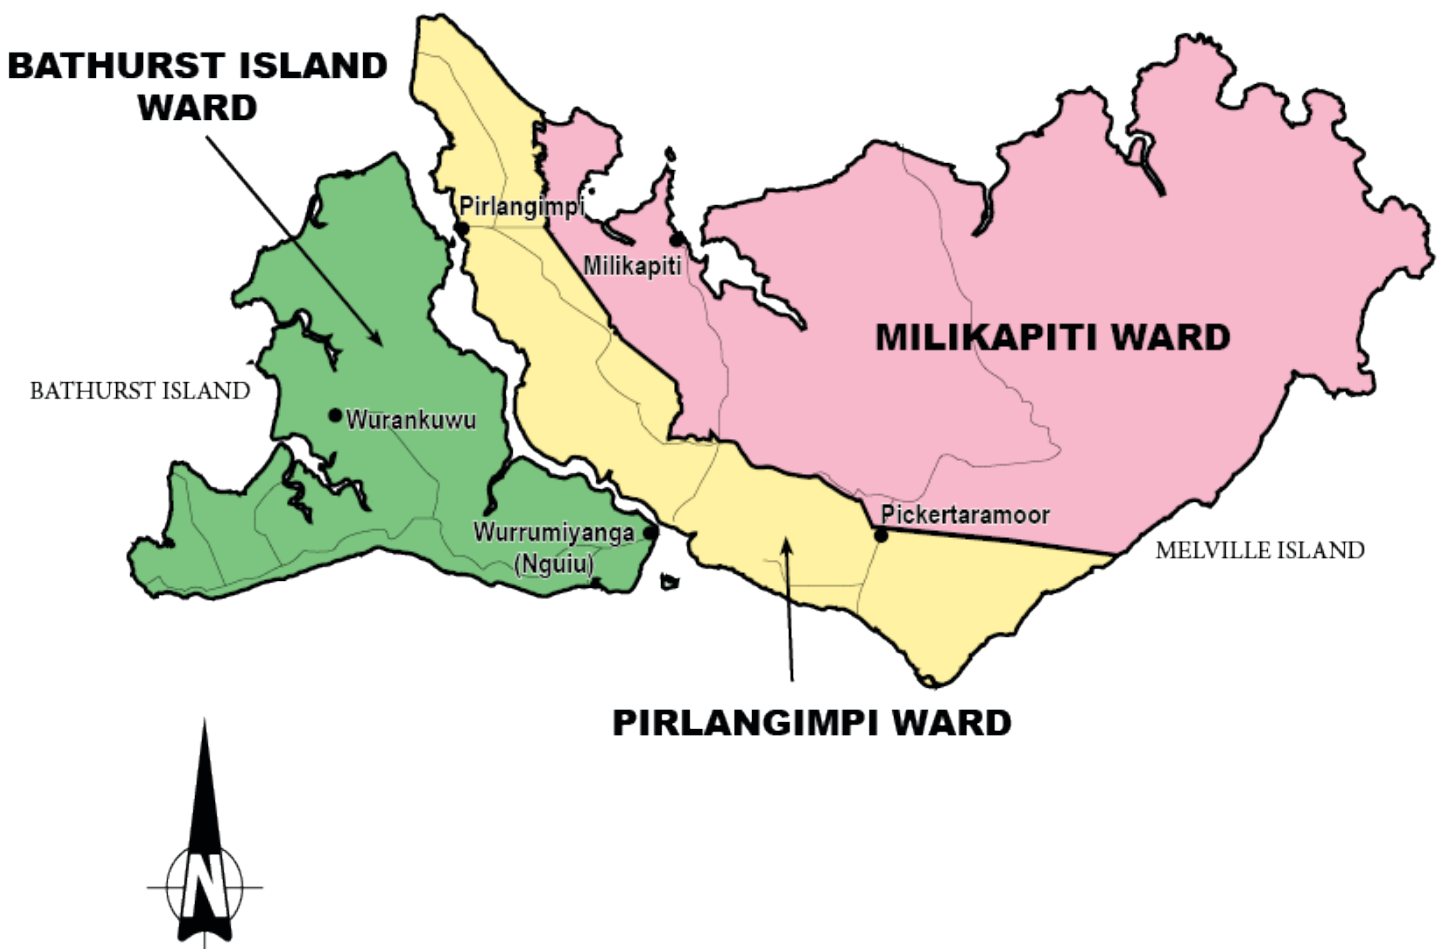 BATHURST ISLAND
WARD
Pirlangimpi
Milikapiti
MILIKAPITI WARD
BATHURST ISLAND
Wurankuwu
Pickertaramoor
Wurrumiyanga
(Nguiu)
MELVILLE ISLAND
PIRLANGIMPI WARD
N